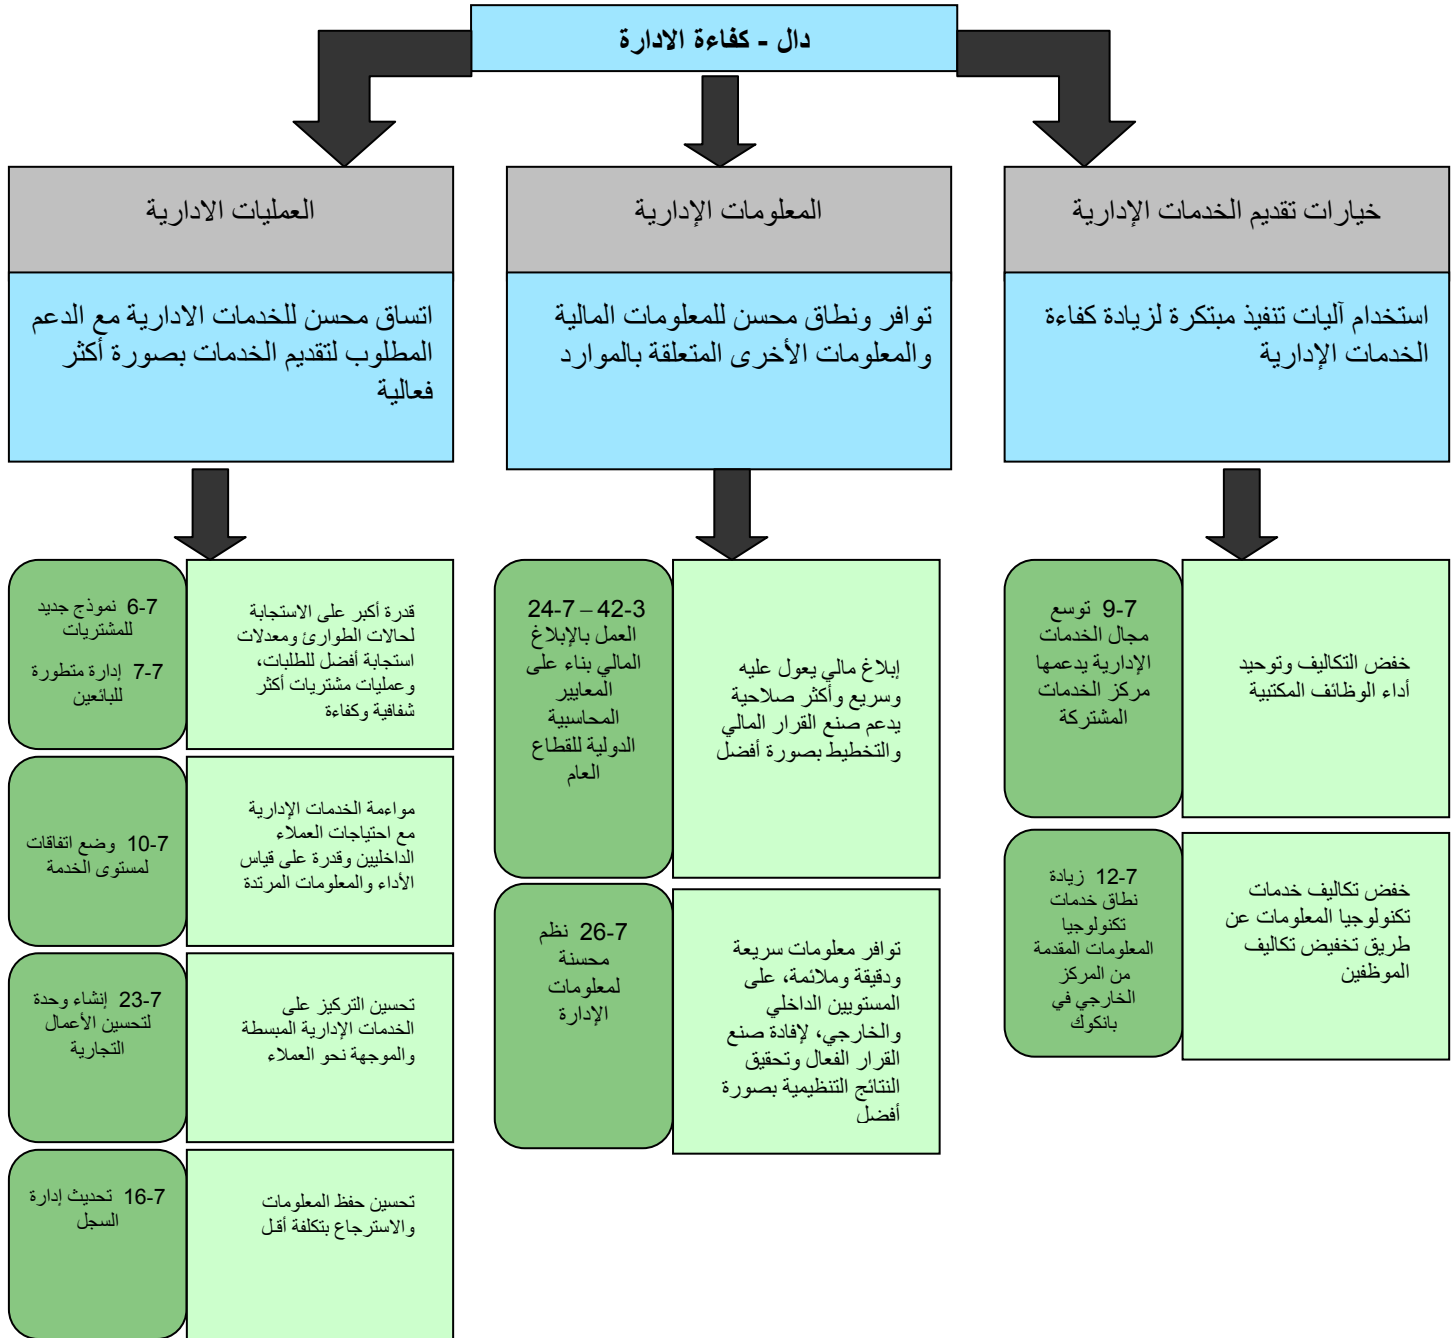 دال - كفاءة الادارة
خيارات تقديم الخدمات الإدارية
استخدام آليات تنفيذ مبتكرة لزيادة كفاءة
الخدمات الإدارية
9-7 توسع
مجال الخدمات
الإدارية يدعمها
مركز الخدمات
المشتركة
خفض التكاليف وتوحيد
أداء الوظائف المكتبية
12-7 زيادة
نطاق خدمات
تكنولوجيا
المعلومات المقدمة
من المركز
الخارجي في
بانكوك
خفض تكاليف خدمات
تكنولوجيا المعلومات عن
طريق تخفيض تكاليف
الموظفين
المعلومات الإدارية
توافر ونطاق محسن للمعلومات المالية
والمعلومات الأخرى المتعلقة بالموارد
24-7 – 42-3
العمل بالإبلاغ
المالي بناء على
المعايير
المحاسبية
الدولية للقطاع
العام
إبلاغ مالي يعول عليه
وسريع وأكثر صلاحية
يدعم صنع القرار المالي
والتخطيط بصورة أفضل
26-7 نظم
محسنة
لمعلومات
الإدارة
توافر معلومات سريعة
ودقيقة وملائمة، على
المستويين الداخلي
والخارجي، لإفادة صنع
القرار الفعال وتحقيق
النتائج التنظيمية بصورة
أفضل
العمليات الادارية
اتساق محسن للخدمات الادارية مع الدعم
المطلوب لتقديم الخدمات بصورة أكثر
فعالية
6-7 نموذج جديد
للمشتريات
7-7 إدارة متطورة
للبائعين
قدرة أكبر على الاستجابة
لحالات الطوارئ ومعدلات
استجابة أفضل للطلبات،
وعمليات مشتريات أكثر
شفافية وكفاءة
10-7 وضع اتفاقات
لمستوى الخدمة
مواءمة الخدمات الإدارية
مع احتياجات العملاء
الداخليين وقدرة على قياس
الأداء والمعلومات المرتدة
23-7 إنشاء وحدة
لتحسين الأعمال
التجارية
تحسين التركيز على
الخدمات الإدارية المبسطة
والموجهة نحو العملاء
16-7 تحديث إدارة
السجل
تحسين حفظ المعلومات
والاسترجاع بتكلفة أقل